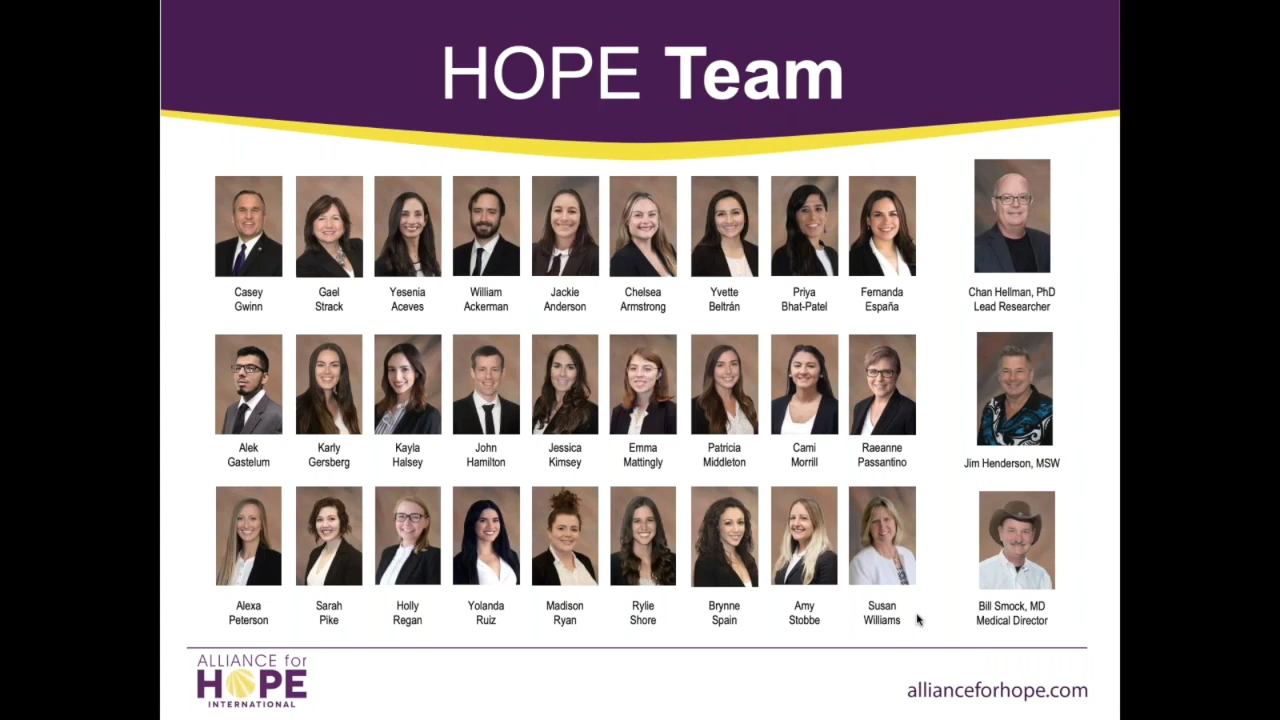 HOPE Team
Casey
Gwinn
Gael
Strack
Yesenia
Aceves
William
Ackerman
Jackie
Anderson
Chelsea
Armstrong
Yvette
Beltrán
Priya
Bhat-Patel
Fernanda
España
Chan Hellman, PhD
Lead Researcher
Alek
Gastelum
Karly
Gersberg
Kayla
Halsey
John
Hamilton
Jessica
Kimsey
Emma
Mattingly
Patricia
Middleton
Cami
Morrill
Raeanne
Passantino
Jim Henderson, MSW
Alexa
Peterson
Sarah
Pike
Holly
Regan
Yolanda
Ruiz
Madison
Ryan
Rylie
Shore
Brynne
Spain
Amy
Stobbe
Susan
Williams
Bill Smock, MD
Medical Director
ALLIANCE for
HOPE
INTERNATIONAL
allianceforhope.com